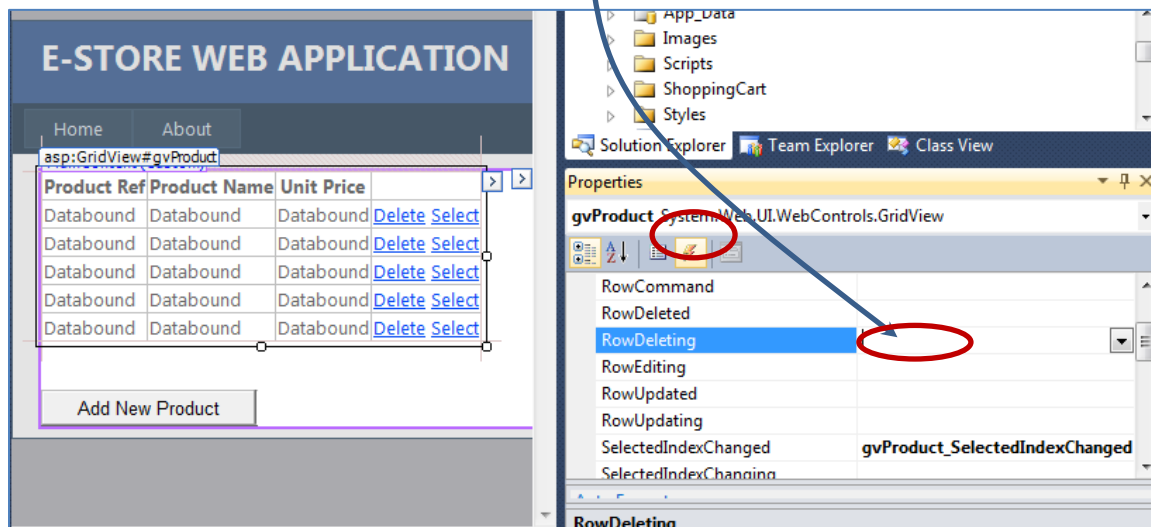 E-STORE WEB APPLICATION
Home About
asp:GridView#gvProduct
Product Ref Product Name Unit Price
Databound Databound Databound Delete Select
Databound Databound Databound Delete Select
Databound Databound Databound Delete Select
Databound Databound Databound Delete Select
Databound Databound Databound Delete Select
Add New Product
App_Data
Images
Scripts
ShoppingCart
Styles
Solution Explorer Team Explorer Class View
Properties
gvProduct System.Web.UI.WebControls.GridView
RowCommand
RowDeleted
RowDeleting
RowEditing
RowUpdated
RowUpdating
SelectedIndexChanged gvProduct_SelectedIndexChanged
SelectedIndexChanging
RowDeleting